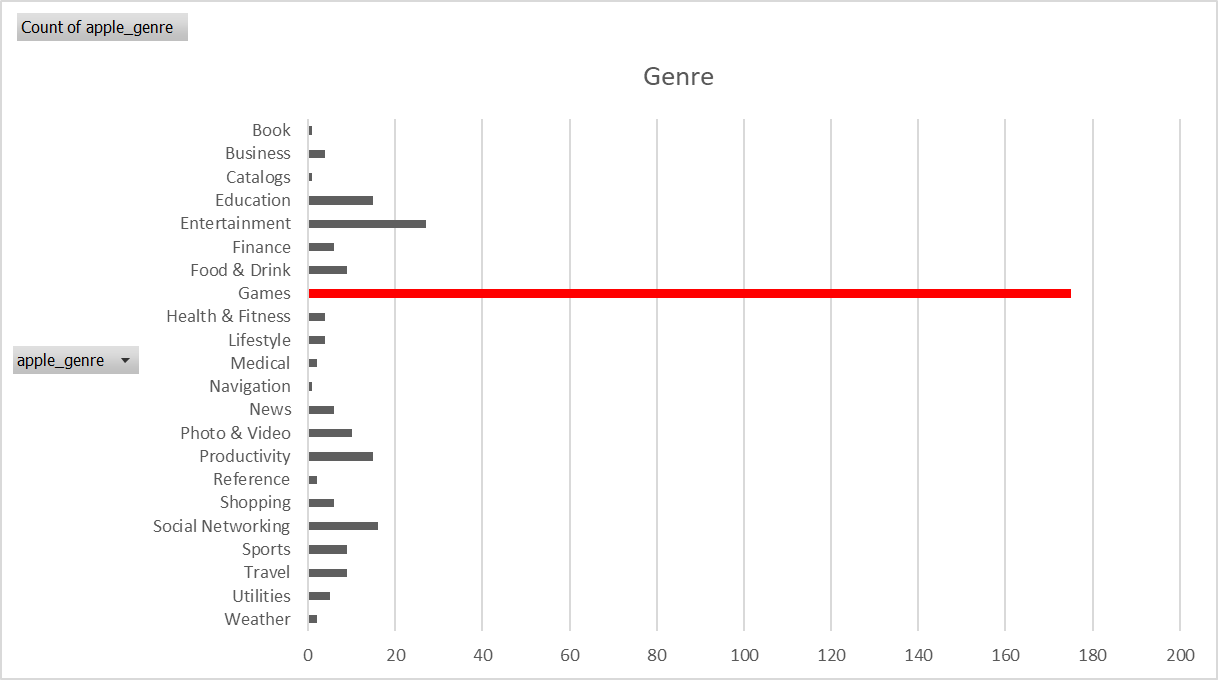 Count of apple_genre
Genre
Book
Business
Catalogs
Education
Entertainment
Finance
Food & Drink
Games
Health & Fitness
Lifestyle
apple_genre
Medical
Navigation
News
Photo & Video
Productivity
Reference
Shopping
Social Networking
Sports
Travel
Utilities
Weather
0 20 40 60 80 100 120 140 160 180 200